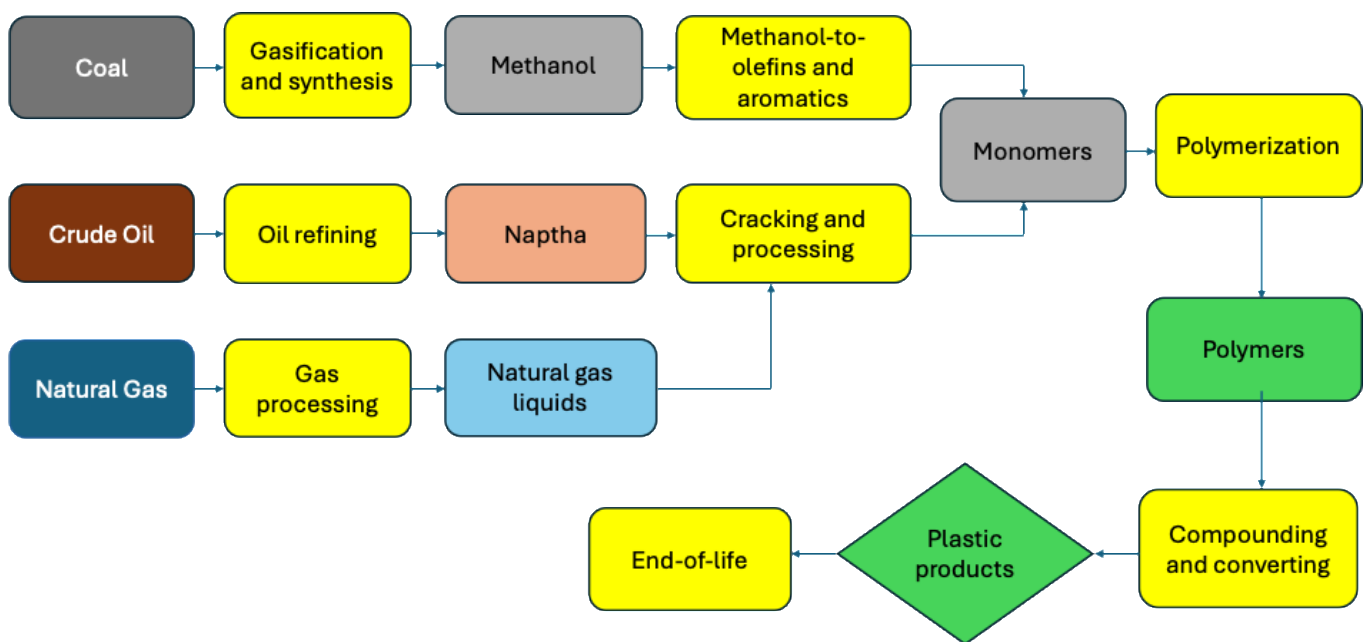 Coal
Gasification
and synthesis
Methanol
Methanol-to-
olefins and
aromatics
Monomers
Polymerization
Crude Oil
Oil refining
Naptha
Cracking and
processing
Natural Gas
Gas
processing
Natural gas
liquids
Polymers
End-of-life
Plastic
products
Compounding
and converting